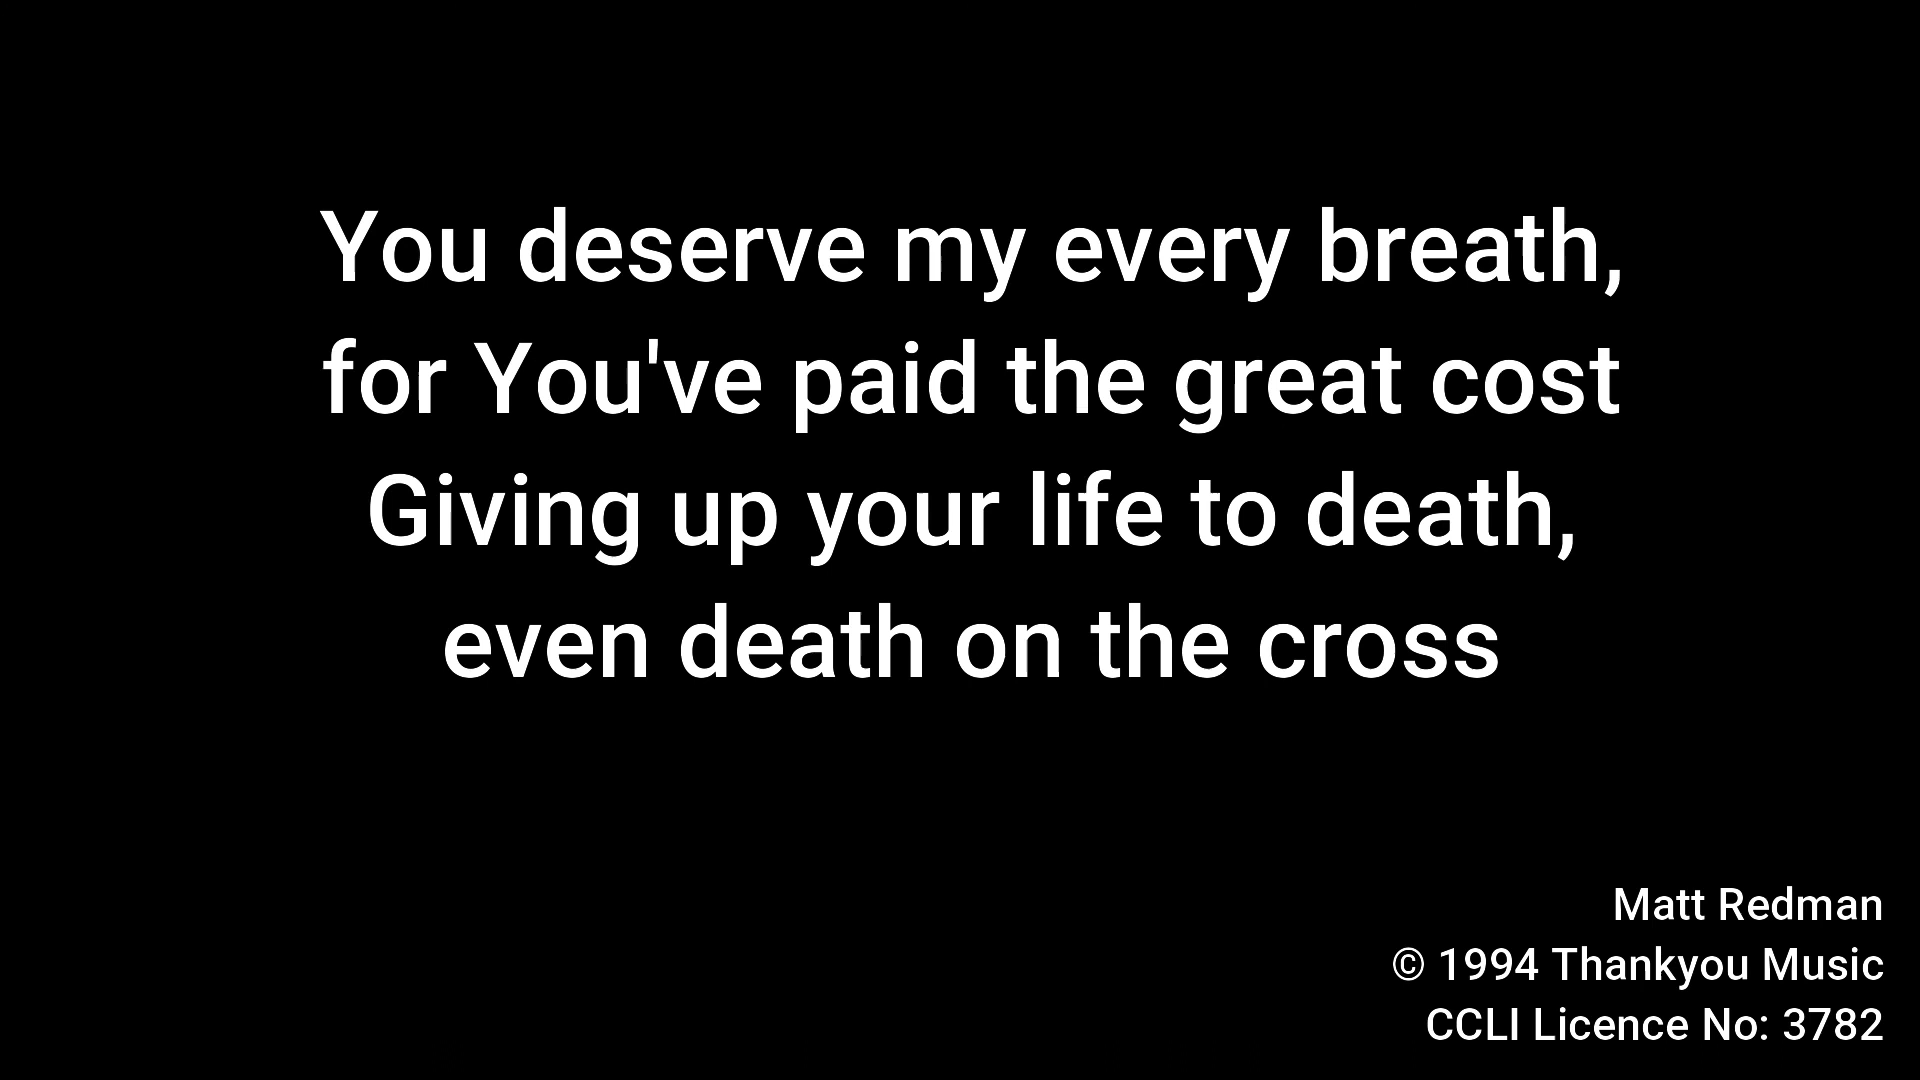 You deserve my every breath,
for You've paid the great cost
Giving up your life to death,
even death on the cross
Matt Redman
© 1994 Thankyou Music
CCLI Licence No: 3782